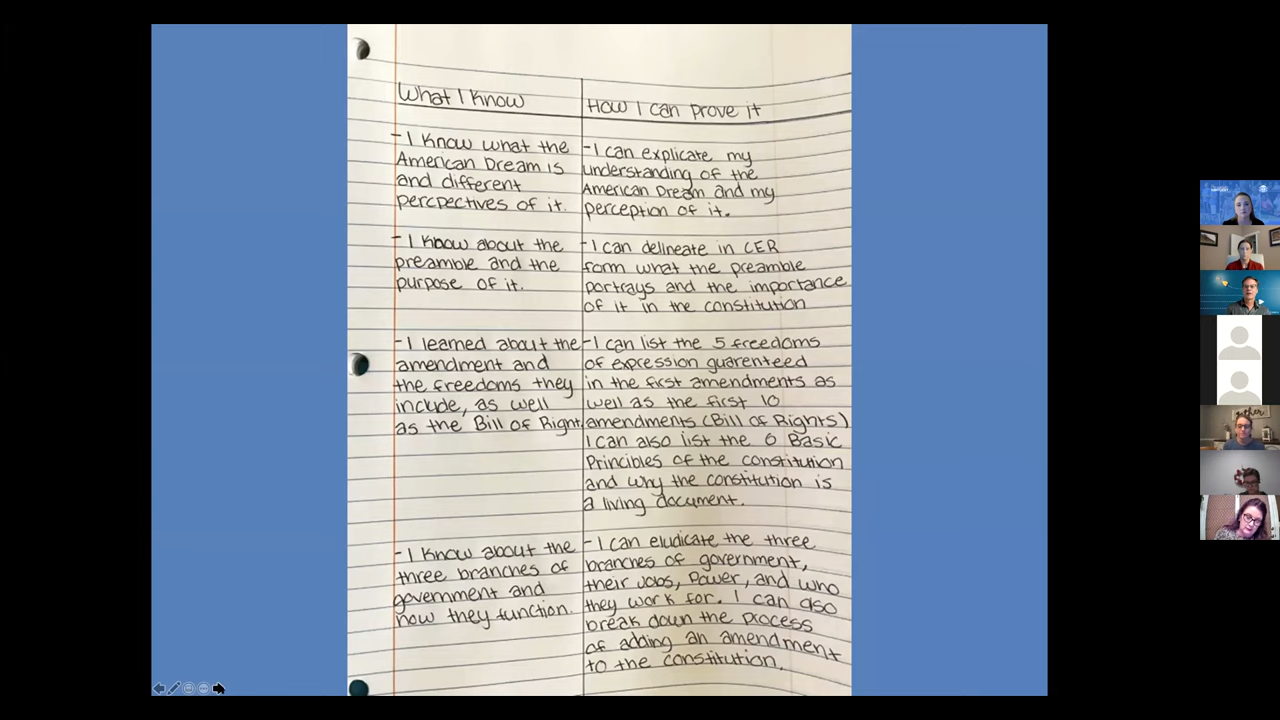 What I Know
How I can prove it
- I know what the
American Dream is
and different
percpectives of it.
- I can explicate my
understanding of the
American Dream and my
perception of it.
- I know about the
preamble and the
purpose of it.
- I can delineate in CER
form what the preamble
portrays and the importance
of it in the constitution
- I learned about the
amendment and
the freedoms they
include, as well
as the Bill of Right
- I can list the 5 freedoms
of expression guarenteed
in the first amendments as
well as the first 10
amendments (Bill of Rights)
I can also list the 6 Basic
Principles of the constitution
and why the constitution is
a living document.
- I know about the
three branches of
government and
how they function.
- I can eludicate the three
branches of government,
their jobs, power, and who
they work for. I can also
break down the process
of adding an amendment
to the constitution.